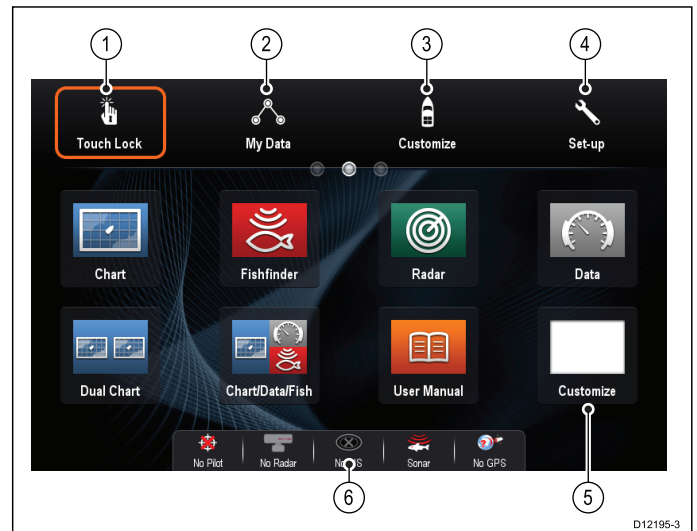 1 2 3 4
Touch Lock My Data Customize Set-up
Chart Fishfinder Radar Data
Dual Chart Chart/Data/Fish User Manual Customize
No Pilot No Radar Sonar No GPS
6 5
D12195-3